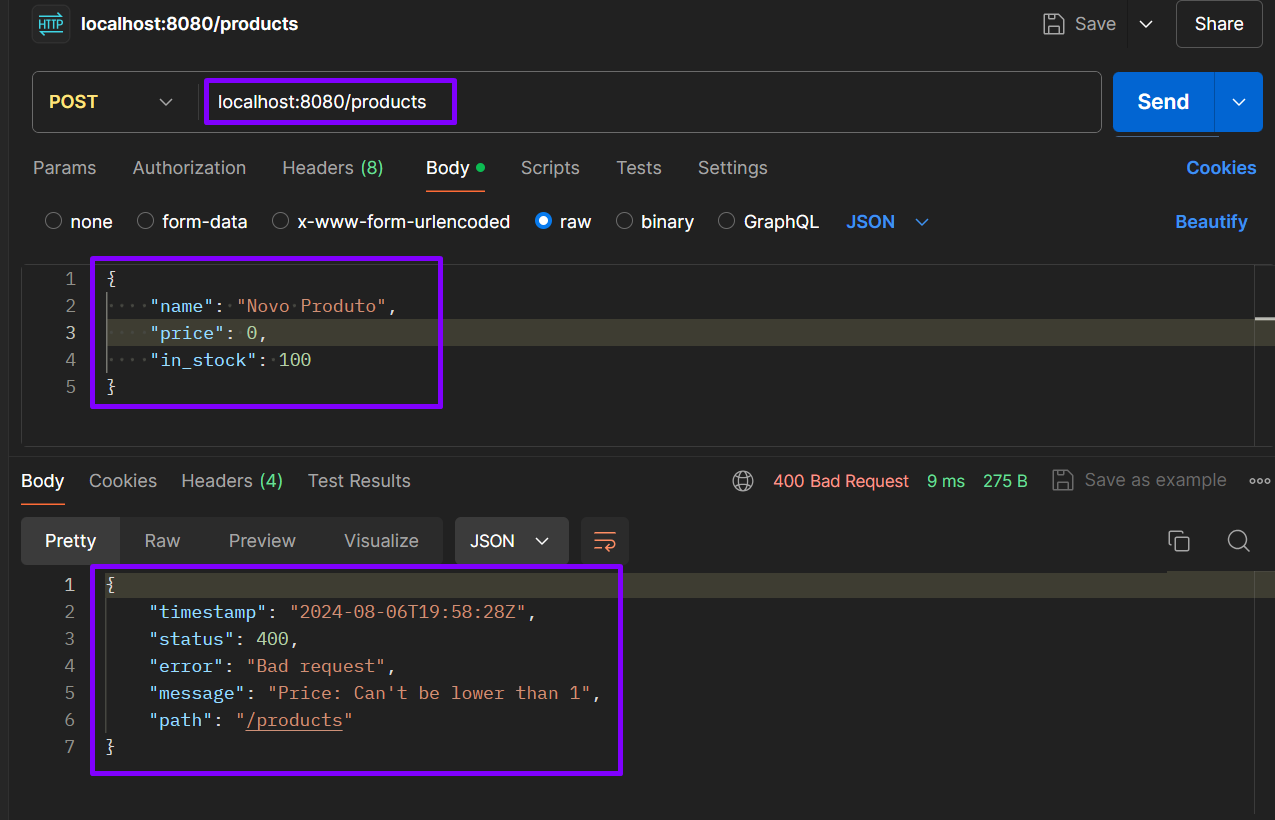 HTTP localhost:8080/products Save Share
POST localhost:8080/products Send
Params Authorization Headers (8) Body Scripts Tests Settings Cookies
none form-data x-www-form-urlencoded raw binary GraphQL JSON Beautify
1 {
2 "name": "Novo Produto",
3 "price": 0,
4 "in_stock": 100
5 }
Body Cookies Headers (4) Test Results 400 Bad Request 9 ms 275 B Save as example
Pretty Raw Preview Visualize JSON
1 {
2 "timestamp": "2024-08-06T19:58:28Z",
3 "status": 400,
4 "error": "Bad request",
5 "message": "Price: Can't be lower than 1",
6 "path": "/products"
7 }